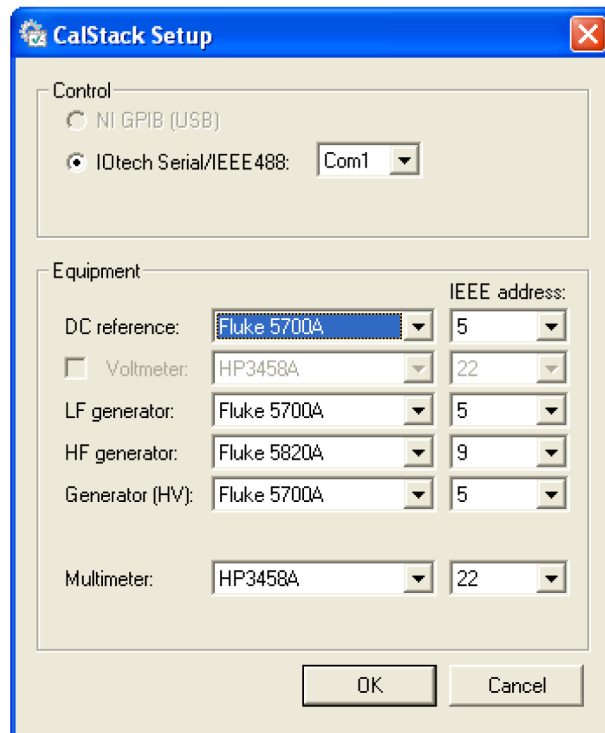 CalStack Setup
Control
NI GPIB (USB)
IOtech Serial/IEEE488: Com1
Equipment
IEEE address:
DC reference: Fluke 5700A 5
Voltmeter: HP3458A 22
LF generator: Fluke 5700A 5
HF generator: Fluke 5820A 9
Generator (HV): Fluke 5700A 5
Multimeter: HP3458A 22
OK Cancel